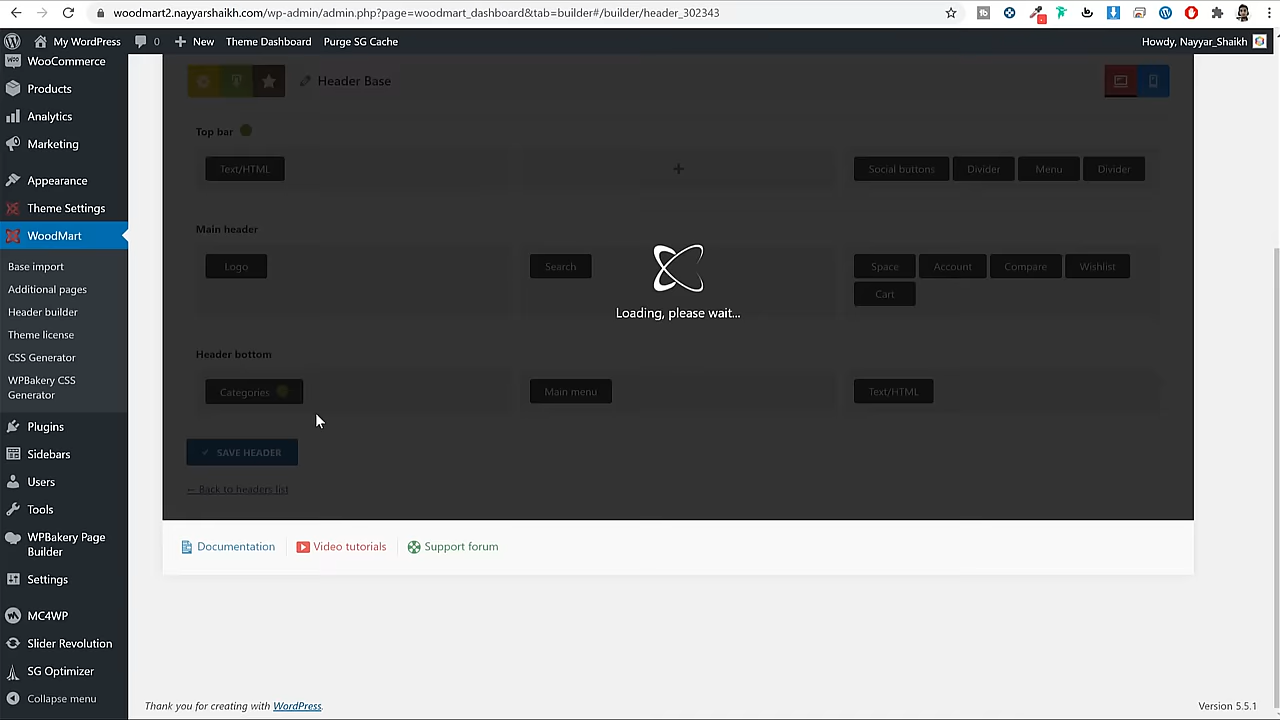 woodmart2.nayyarshaikh.com/wp-admin/admin.php?page=woodmart_dashboard&tab=builder#/builder/header_302343
My WordPress 0 New Theme Dashboard Purge SG Cache Howdy, Nayyar_Shaikh
WooCommerce
Products
Analytics
Marketing
Appearance
Theme Settings
WoodMart
Base import
Additional pages
Header builder
Theme license
CSS Generator
WPBakery CSS
Generator
Plugins
Sidebars
Users
Tools
WPBakery Page
Builder
Settings
MC4WP
Slider Revolution
SG Optimizer
Collapse menu
Header Base
Top bar
Text/HTML + Social buttons Divider Menu Divider
Main header
Logo Search Space Account Compare Wishlist
Cart
Loading, please wait...
Header bottom
Categories Main menu Text/HTML
SAVE HEADER
← Back to headers list
Documentation Video tutorials Support forum
Thank you for creating with WordPress. Version 5.5.1